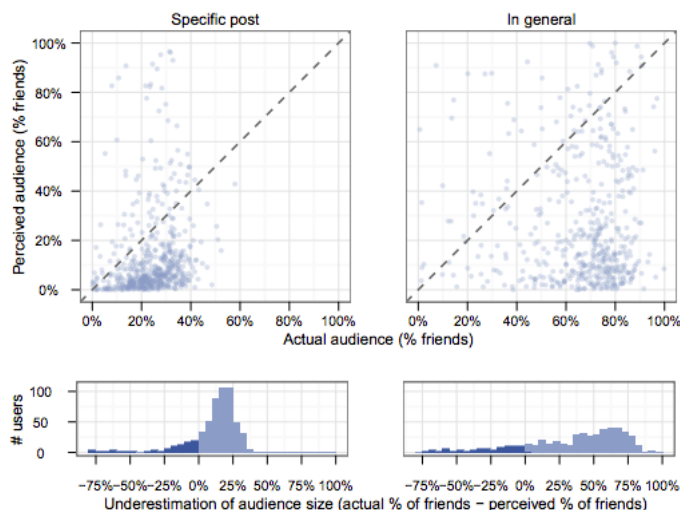 Specific post
In general
Perceived audience (% friends)
100%
80%
60%
40%
20%
0%
0% 20% 40% 60% 80% 100%
0% 20% 40% 60% 80% 100%
Actual audience (% friends)
# users
100
50
0
−75%−50%−25% 0% 25% 50% 75% 100%
−75%−50%−25% 0% 25% 50% 75% 100%
Underestimation of audience size (actual % of friends − perceived % of friends)